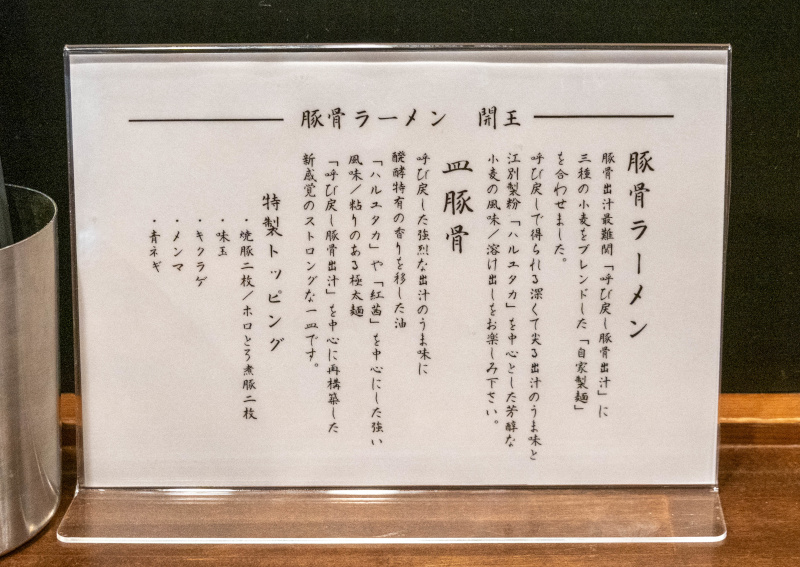 豚骨ラーメン 開王
豚骨ラーメン
豚骨出汁最難関「呼び戻し豚骨出汁」に
三種の小麦をブレンドした「自家製麺」
を合わせました。
呼び戻しで得られる深くて尖る出汁のうま味と
江別製粉「ハルユタカ」を中心とした芳醇な
小麦の風味/溶け出しをお楽しみ下さい。
皿豚骨
呼び戻した強烈な出汁のうま味に
醗酵特有の香りを移した油
「ハルユタカ」や「紅茜」を中心にした強い
風味/粘りのある極太麺
「呼び戻し豚骨出汁」を中心に再構築した
新感覚のストロングな一皿です。
特製トッピング
・焼豚二枚/ホロとろ煮豚二枚
・味玉
・キクラゲ
・メンマ
・青ネギ